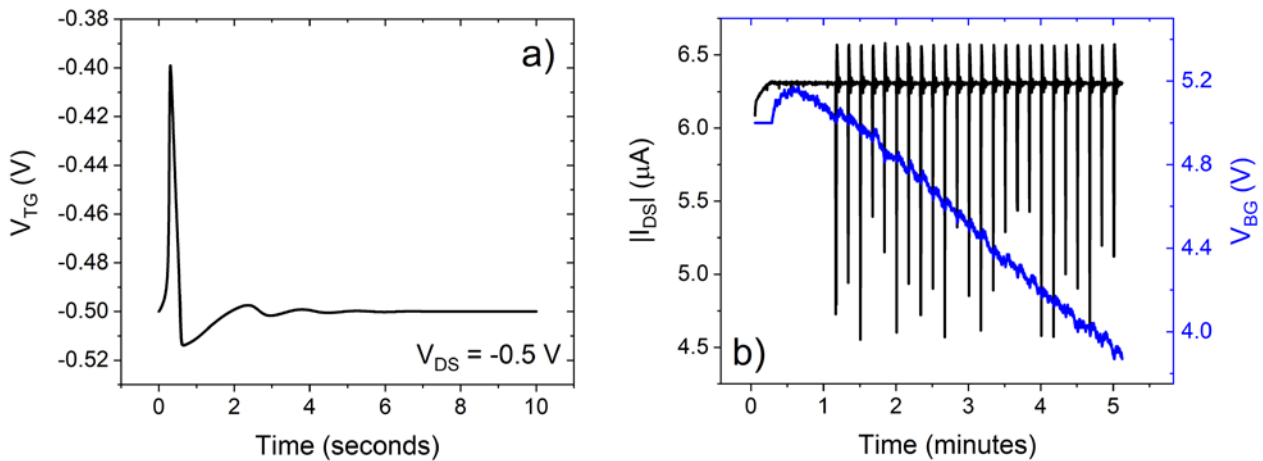 a)
-0.38
-0.40
-0.42
-0.44
-0.46
-0.48
-0.50
-0.52
V_TG (V)
V_DS = -0.5 V
0 2 4 6 8 10
Time (seconds)
b)
6.5
6.0
5.5
5.0
4.5
|I_DS| (µA)
5.2
4.8
4.4
4.0
V_BG (V)
0 1 2 3 4 5
Time (minutes)